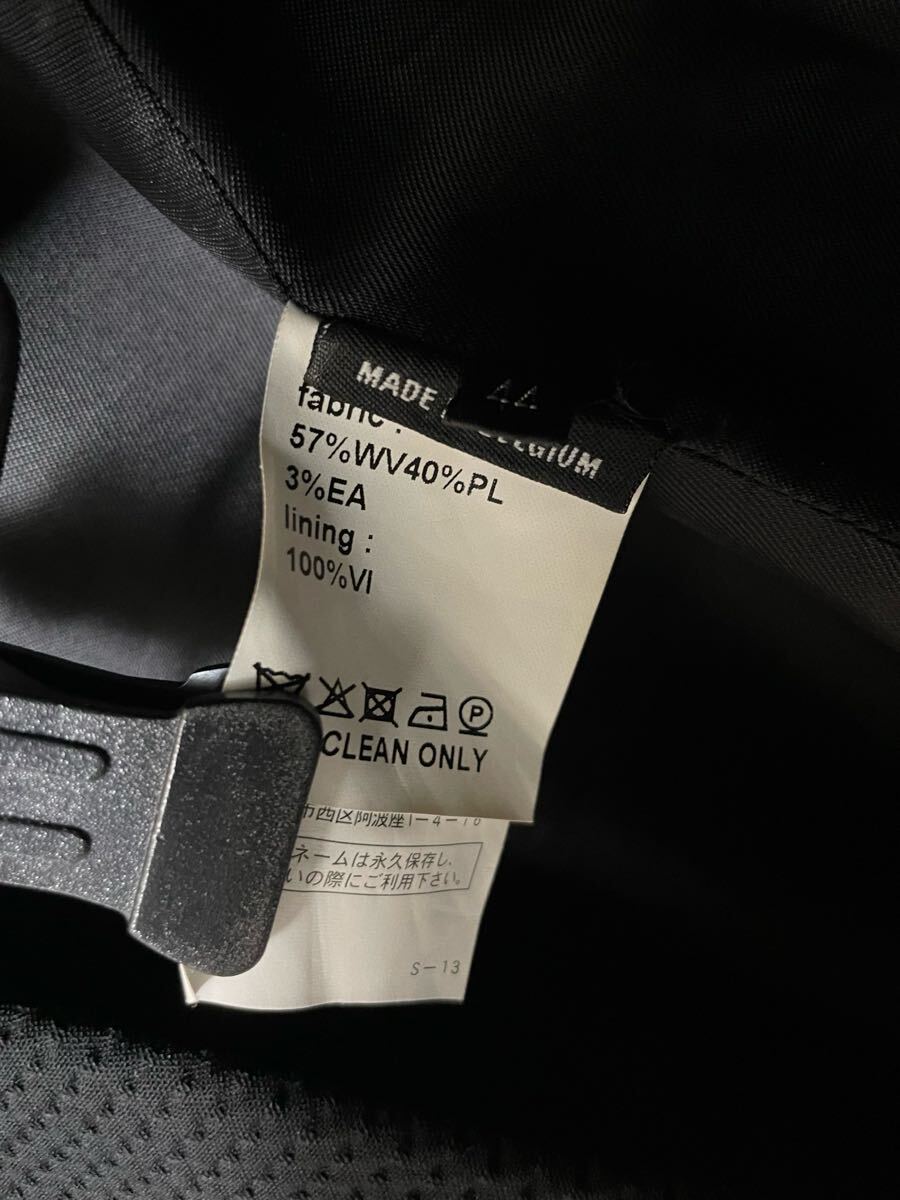 MADE
44
BELGIUM
fabric :
57%WV40%PL
3%EA
lining :
100%VI
P
CLEAN ONLY
市西区阿波座1-4-16
ネームは永久保存し、
いの際にご利用下さい。
S-13